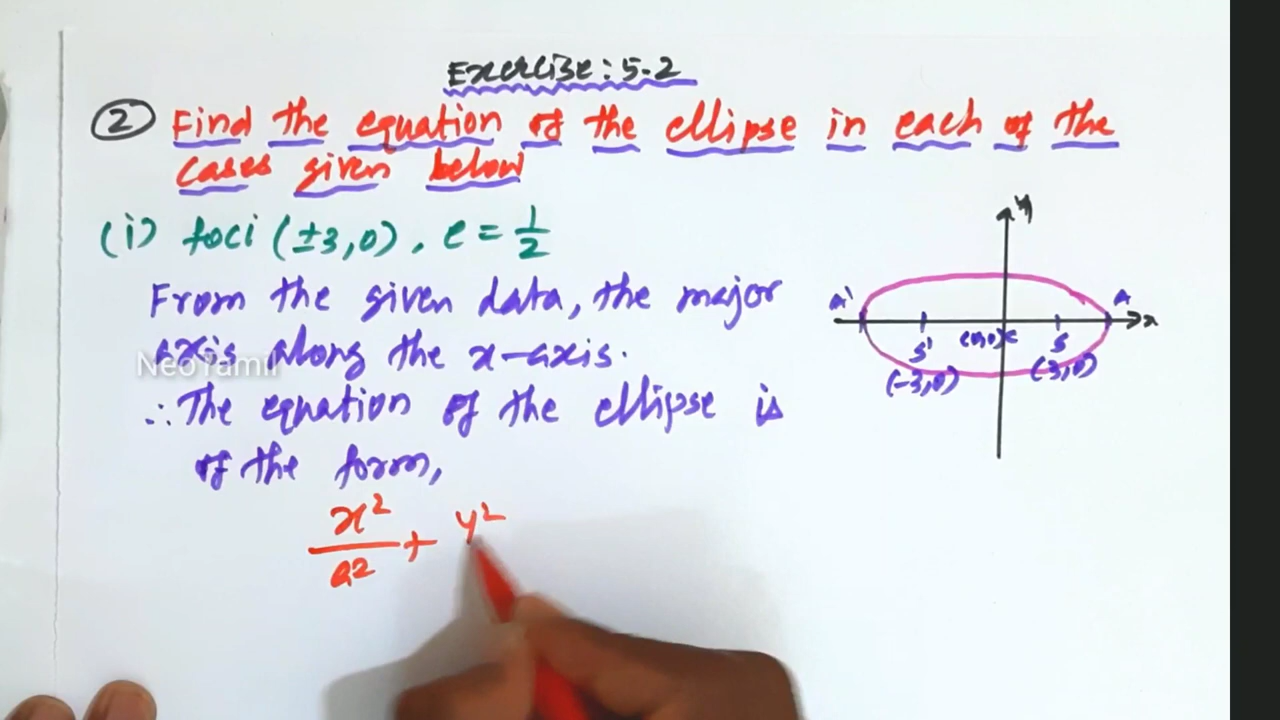 Exercise: 5.2
② Find the equation of the ellipse in each of the
cases given below
(i) foci (±3,0), e = 1/2
From the given data, the major
axis along the x-axis.
NeoTamil
∴ The equation of the ellipse is
of the form,
x²/a² + y²
y
A' A x
S' (0,0) C S
(-3,0) (3,0)